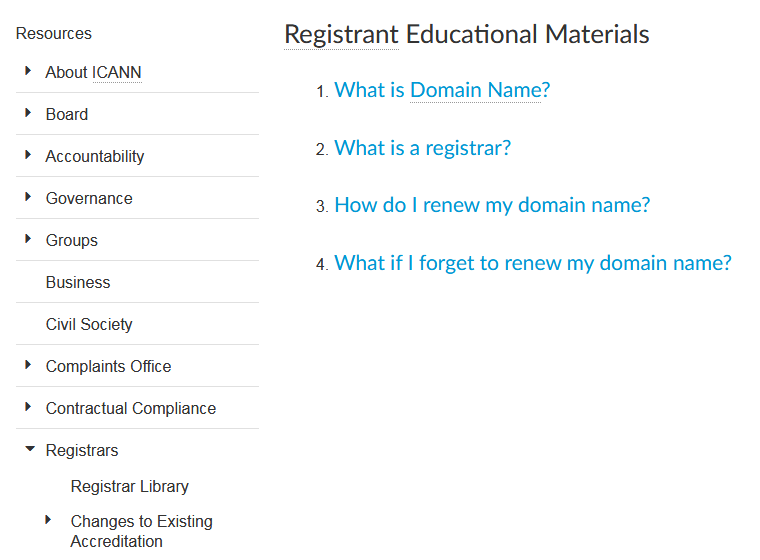 Resources
About ICANN
Board
Accountability
Governance
Groups
Business
Civil Society
Complaints Office
Contractual Compliance
Registrars
Registrar Library
Changes to Existing
Accreditation
Registrant Educational Materials
1. What is Domain Name?
2. What is a registrar?
3. How do I renew my domain name?
4. What if I forget to renew my domain name?